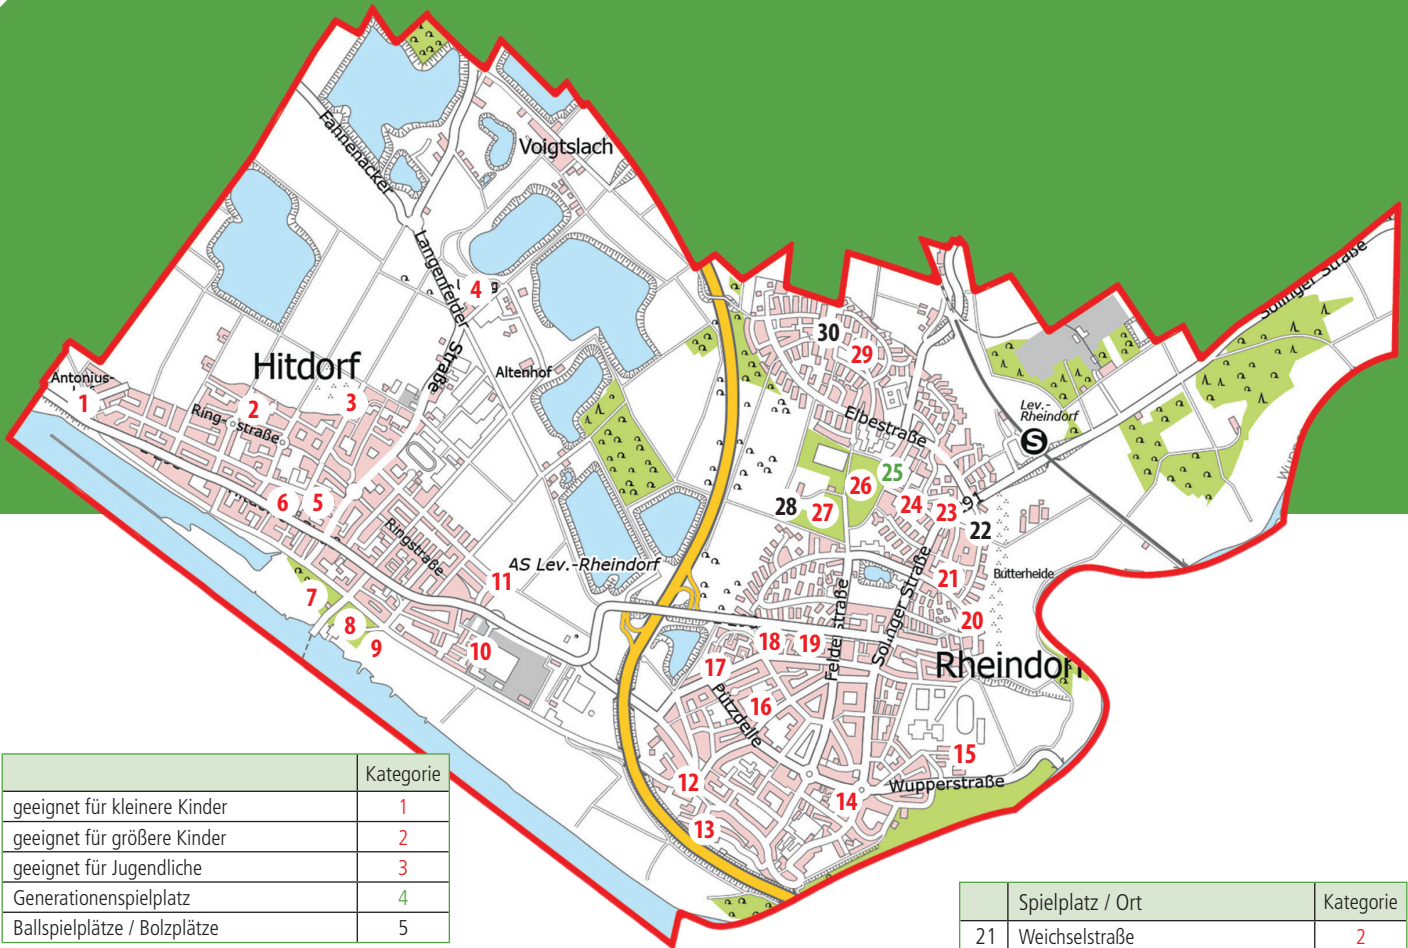 Fahnenacker
Voigtslach
Langenfelder Straße
4
Hitdorf
Altenhof
Antonius-
1
2
3
Ring-
straße
6
5
Ringstraße
AS Lev.-Rheindorf
11
7
8
9
10
30
29
Solinger Straße
Lev.-
Rheindorf
S
Elbestraße
25
26
24
28
27
23
91
22
21
Butterheide
20
Felderstraße
Solinger Straße
18
19
17
Rheindorf
Pützdelle
16
15
12
14
Wupperstraße
13
Kategorie
geeignet für kleinere Kinder 1
geeignet für größere Kinder 2
geeignet für Jugendliche 3
Generationenspielplatz 4
Ballspielplätze / Bolzplätze 5
Spielplatz / Ort Kategorie
21 Weichselstraße 2